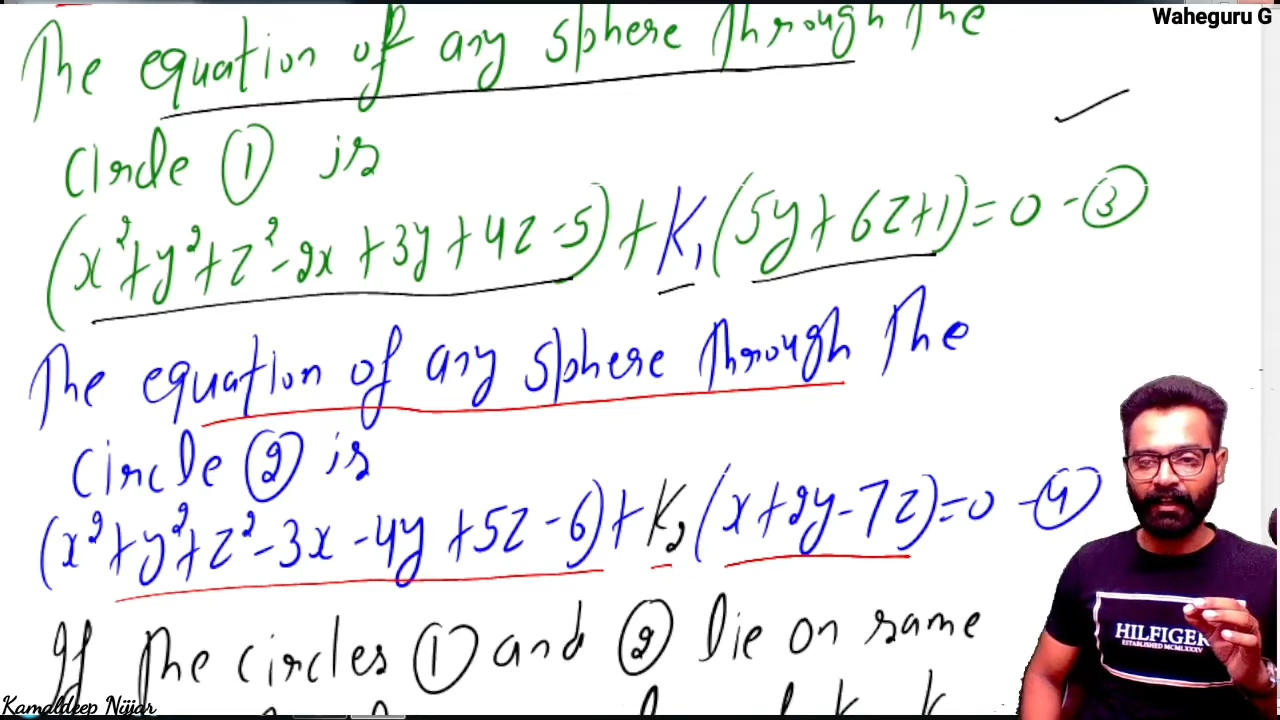 Waheguru G
The equation of any sphere through the
Circle ① is
(x²+y²+z²-2x+3y+4z-5)+K₁(5y+6z+1)=0 -③
The equation of any sphere through the
Circle ② is
(x²+y²+z²-3x-4y+5z-6)+K₂(x+2y-7z)=0 -④
If the circles ① and ② lie on same
HILFIGER
ESTABLISHED MCMLXXXV
Kamaldeep Nijjar